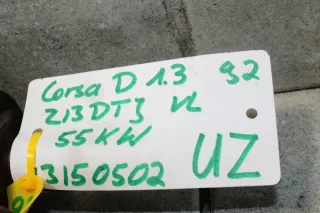 Corsa D 1.3 92
Z13DTJ VL
55KW
13150502 UZ